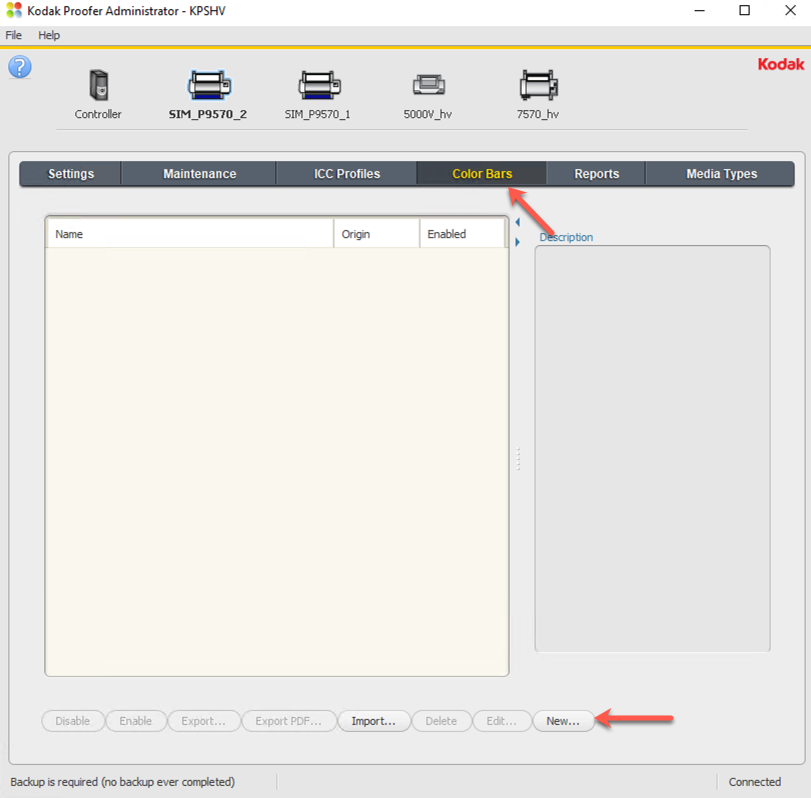 Kodak Proofer Administrator - KPSHV
File Help
?
Kodak
Controller SIM_P9570_2 SIM_P9570_1 5000V_hv 7570_hv
Settings Maintenance ICC Profiles Color Bars Reports Media Types
Name Origin Enabled
Description
Disable Enable Export... Export PDF... Import... Delete Edit... New...
Backup is required (no backup ever completed) Connected